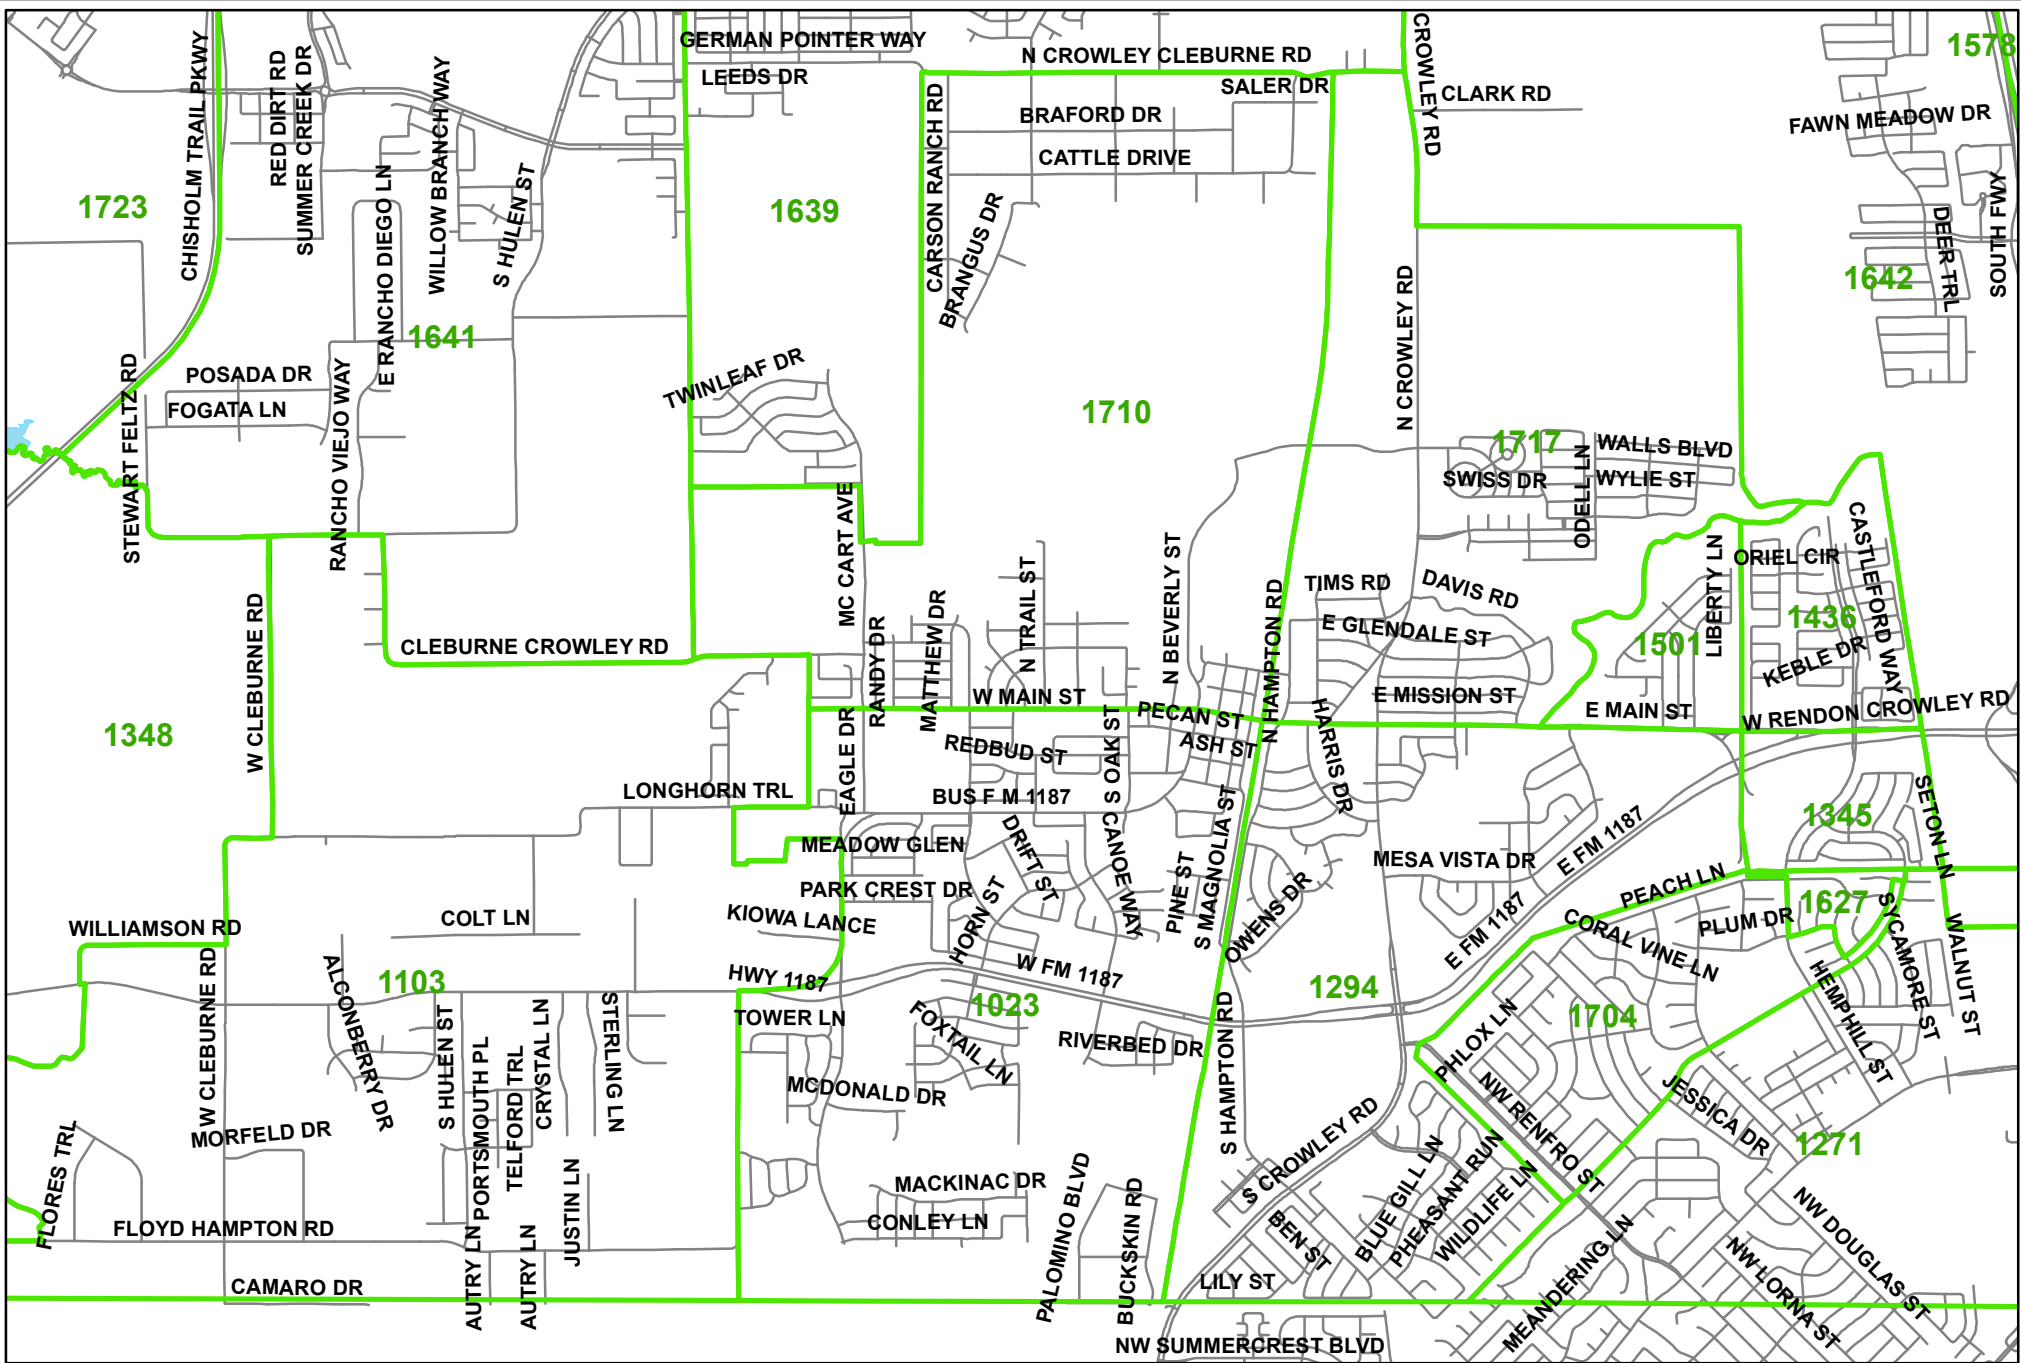 GERMAN POINTER WAY
N CROWLEY CLEBURNE RD
CROWLEY RD
1578
LEEDS DR
SALER DR
CLARK RD
CHISHOLM TRAIL PKWY
RED DIRT RD
SUMMER CREEK DR
WILLOW BRANCH WAY
BRAFORD DR
FAWN MEADOW DR
CATTLE DRIVE
CARSON RANCH RD
1723
1639
S HULEN ST
E RANCHO DIEGO LN
BRANGUS DR
DEER TRL
SOUTH FWY
1642
N CROWLEY RD
1641
STEWART FELTZ RD
POSADA DR
FOGATA LN
RANCHO VIEJO WAY
TWINLEAF DR
1710
1717
WALLS BLVD
SWISS DR
ODELL LN
WYLIE ST
MC CART AVE
N BEVERLY ST
N TRAIL ST
LIBERTY LN
ORIEL CIR
CASTLEFORD WAY
W CLEBURNE RD
TIMS RD
DAVIS RD
MATTHEW DR
RANDY DR
N HAMPTON RD
E GLENDALE ST
1501
1436
KEBLE DR
CLEBURNE CROWLEY RD
W MAIN ST
PECAN ST
E MISSION ST
E MAIN ST
W RENDON CROWLEY RD
1348
EAGLE DR
REDBUD ST
S OAK ST
ASH ST
HARRIS DR
LONGHORN TRL
BUS F M 1187
SETON LN
1345
MEADOW GLEN
DRIFT ST
CANOE WAY
S MAGNOLIA ST
PINE ST
MESA VISTA DR
E FM 1187
PARK CREST DR
KIOWA LANCE
HORN ST
OWENS DR
E FM 1187
PEACH LN
1627
CORAL VINE LN
PLUM DR
SYCAMORE ST
WALNUT ST
WILLIAMSON RD
COLT LN
W CLEBURNE RD
ALCONBERRY DR
1103
HWY 1187
W FM 1187
1023
1294
1704
HEMPHILL ST
S HULEN ST
PORTSMOUTH PL
TELFORD TRL
CRYSTAL LN
STERLING LN
TOWER LN
FOXTAIL LN
RIVERBED DR
S HAMPTON RD
PHLOX LN
NW RENFRO ST
JESSICA DR
MCDONALD DR
1271
MORFELD DR
FLORES TRL
JUSTIN LN
MACKINAC DR
CONLEY LN
PALOMINO BLVD
BUCKSKIN RD
S CROWLEY RD
BEN ST
BLUE GILL LN
PHEASANT RUN
WILDLIFE LN
FLOYD HAMPTON RD
AUTRY LN
AUTRY LN
CAMARO DR
LILY ST
MEANDERING LN
NW DOUGLAS ST
NW LORNA ST
NW SUMMERCREST BLVD